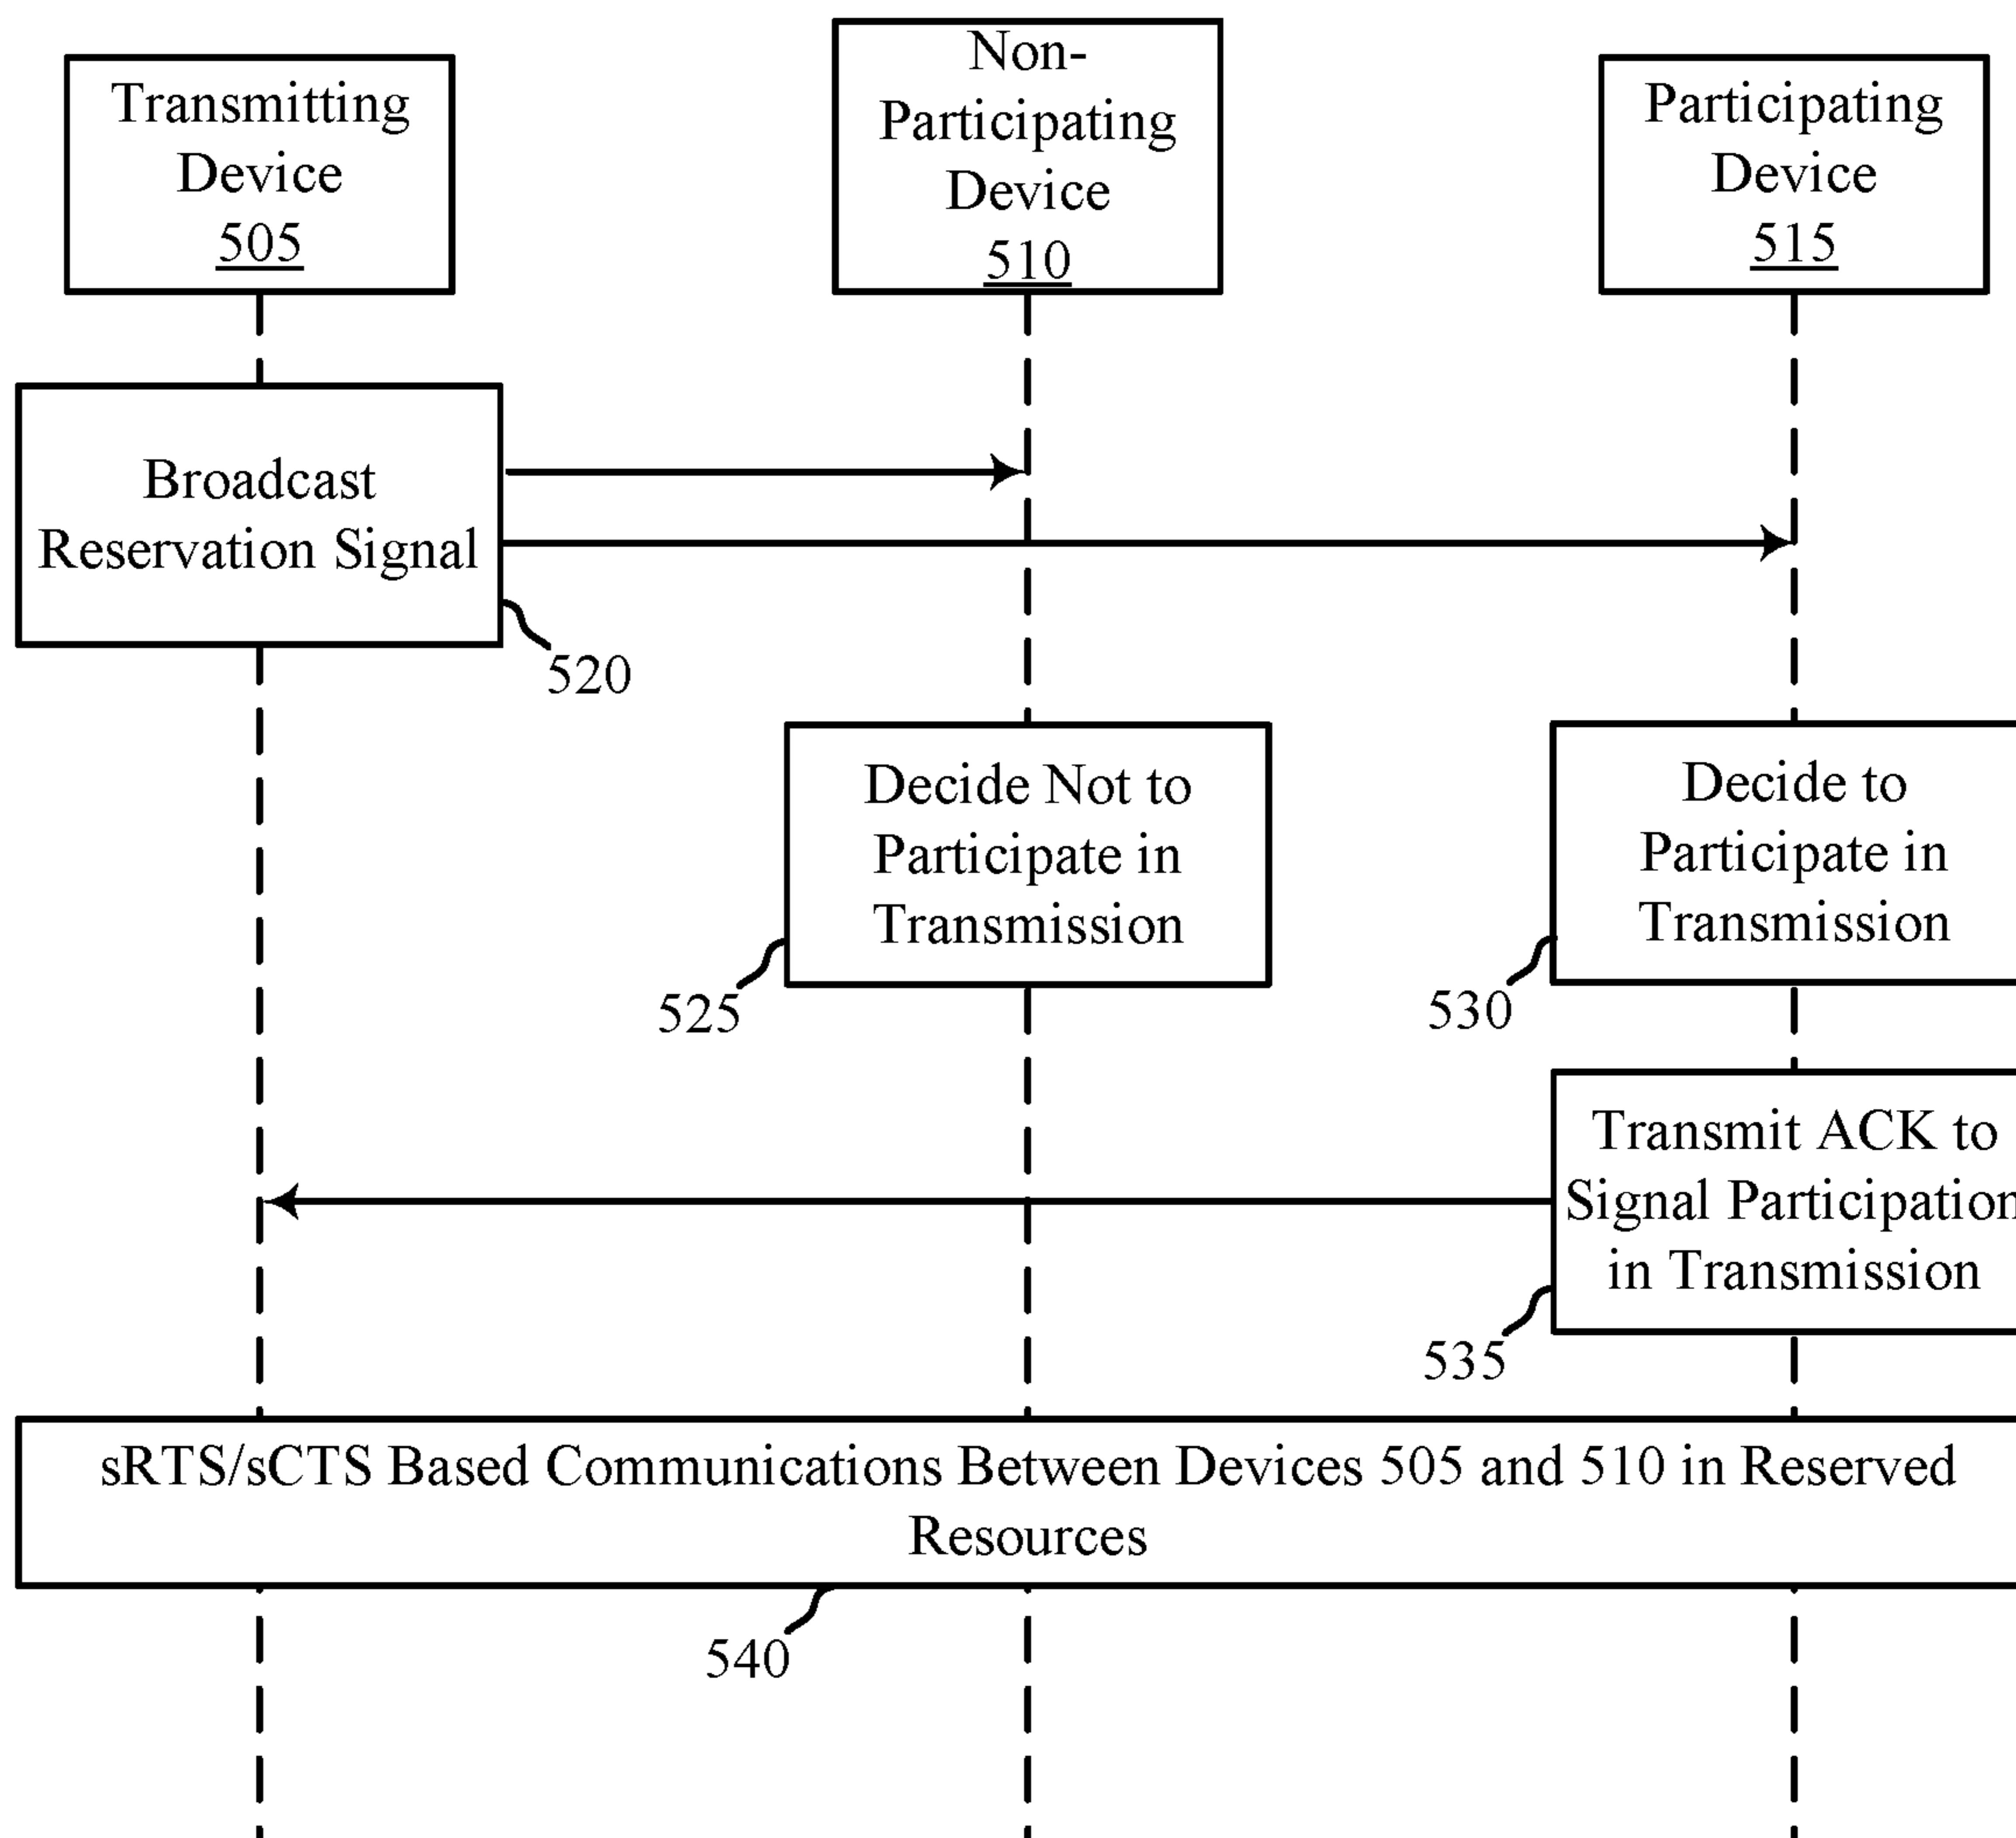 Transmitting
Device
505
Non-
Participating
Device
510
Participating
Device
515
Broadcast
Reservation Signal
520
Decide Not to
Participate in
Transmission
525
Decide to
Participate in
Transmission
530
Transmit ACK to
Signal Participation
in Transmission
535
sRTS/sCTS Based Communications Between Devices 505 and 510 in Reserved
Resources
540